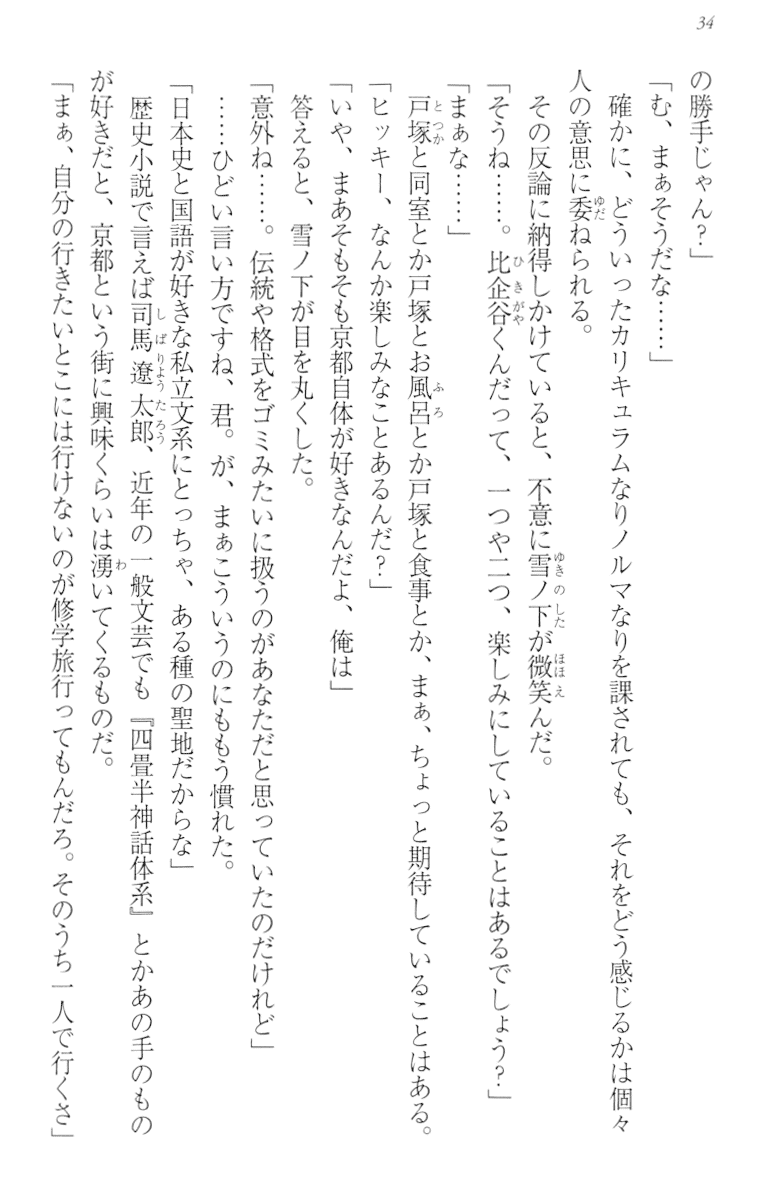 34
の勝手じゃん？」
「む、まぁそうだな……」
確かに、どういったカリキュラムなりノルマなりを課されても、それをどう感じるかは個々
人の意思に委ねられる。
その反論に納得しかけていると、不意に雪ノ下が微笑んだ。
「そうね……。比企谷くんだって、一つや二つ、楽しみにしていることはあるでしょう？」
「まぁな……」
戸塚と同室とか戸塚とお風呂とか戸塚と食事とか、まぁ、ちょっと期待していることはある。
「ヒッキー、なんか楽しみなことあるんだ？」
「いや、まあそもそも京都自体が好きなんだよ、俺は」
答えると、雪ノ下が目を丸くした。
「意外ね……。伝統や格式をゴミみたいに扱うのがあなただと思っていたのだけれど」
……ひどい言い方ですね、君。が、まぁこういうのにももう慣れた。
「日本史と国語が好きな私立文系にとっちゃ、ある種の聖地だからな」
歴史小説で言えば司馬遼太郎、近年の一般文芸でも『四畳半神話体系』とかあの手のもの
が好きだと、京都という街に興味くらいは湧いてくるものだ。
「まぁ、自分の行きたいとこには行けないのが修学旅行ってもんだろ。そのうち一人で行くさ」